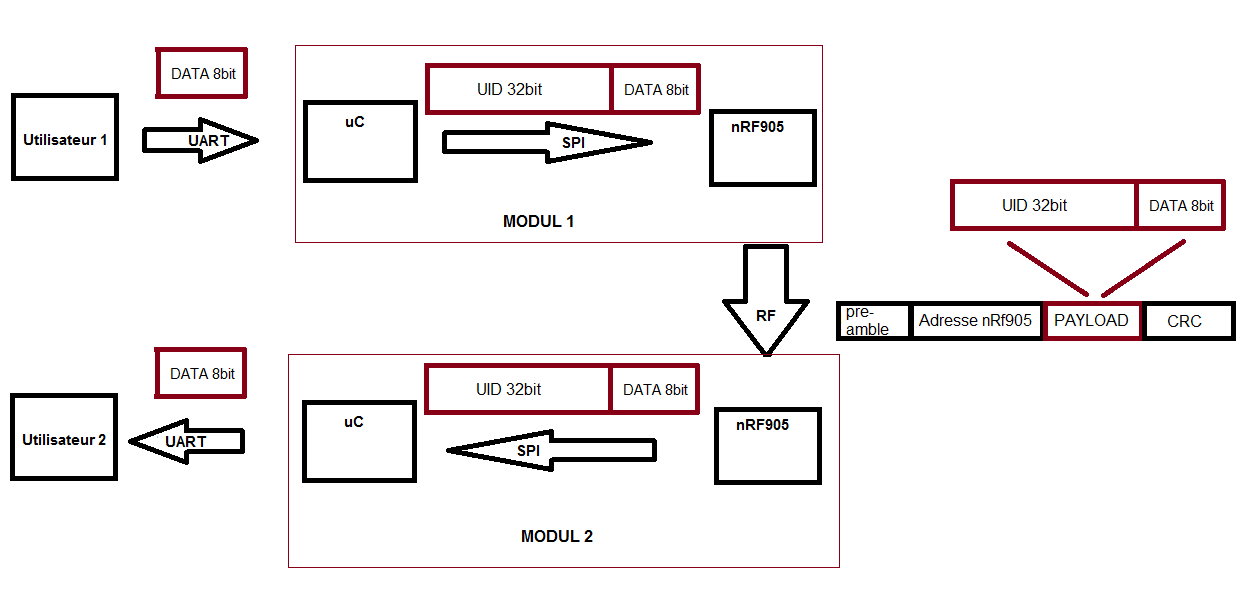 DATA 8bit
Utilisateur 1
UART
uC
UID 32bit
DATA 8bit
SPI
nRF905
MODUL 1
RF
UID 32bit
DATA 8bit
pre-
amble
Adresse nRf905
PAYLOAD
CRC
DATA 8bit
Utilisateur 2
UART
uC
UID 32bit
DATA 8bit
SPI
nRF905
MODUL 2